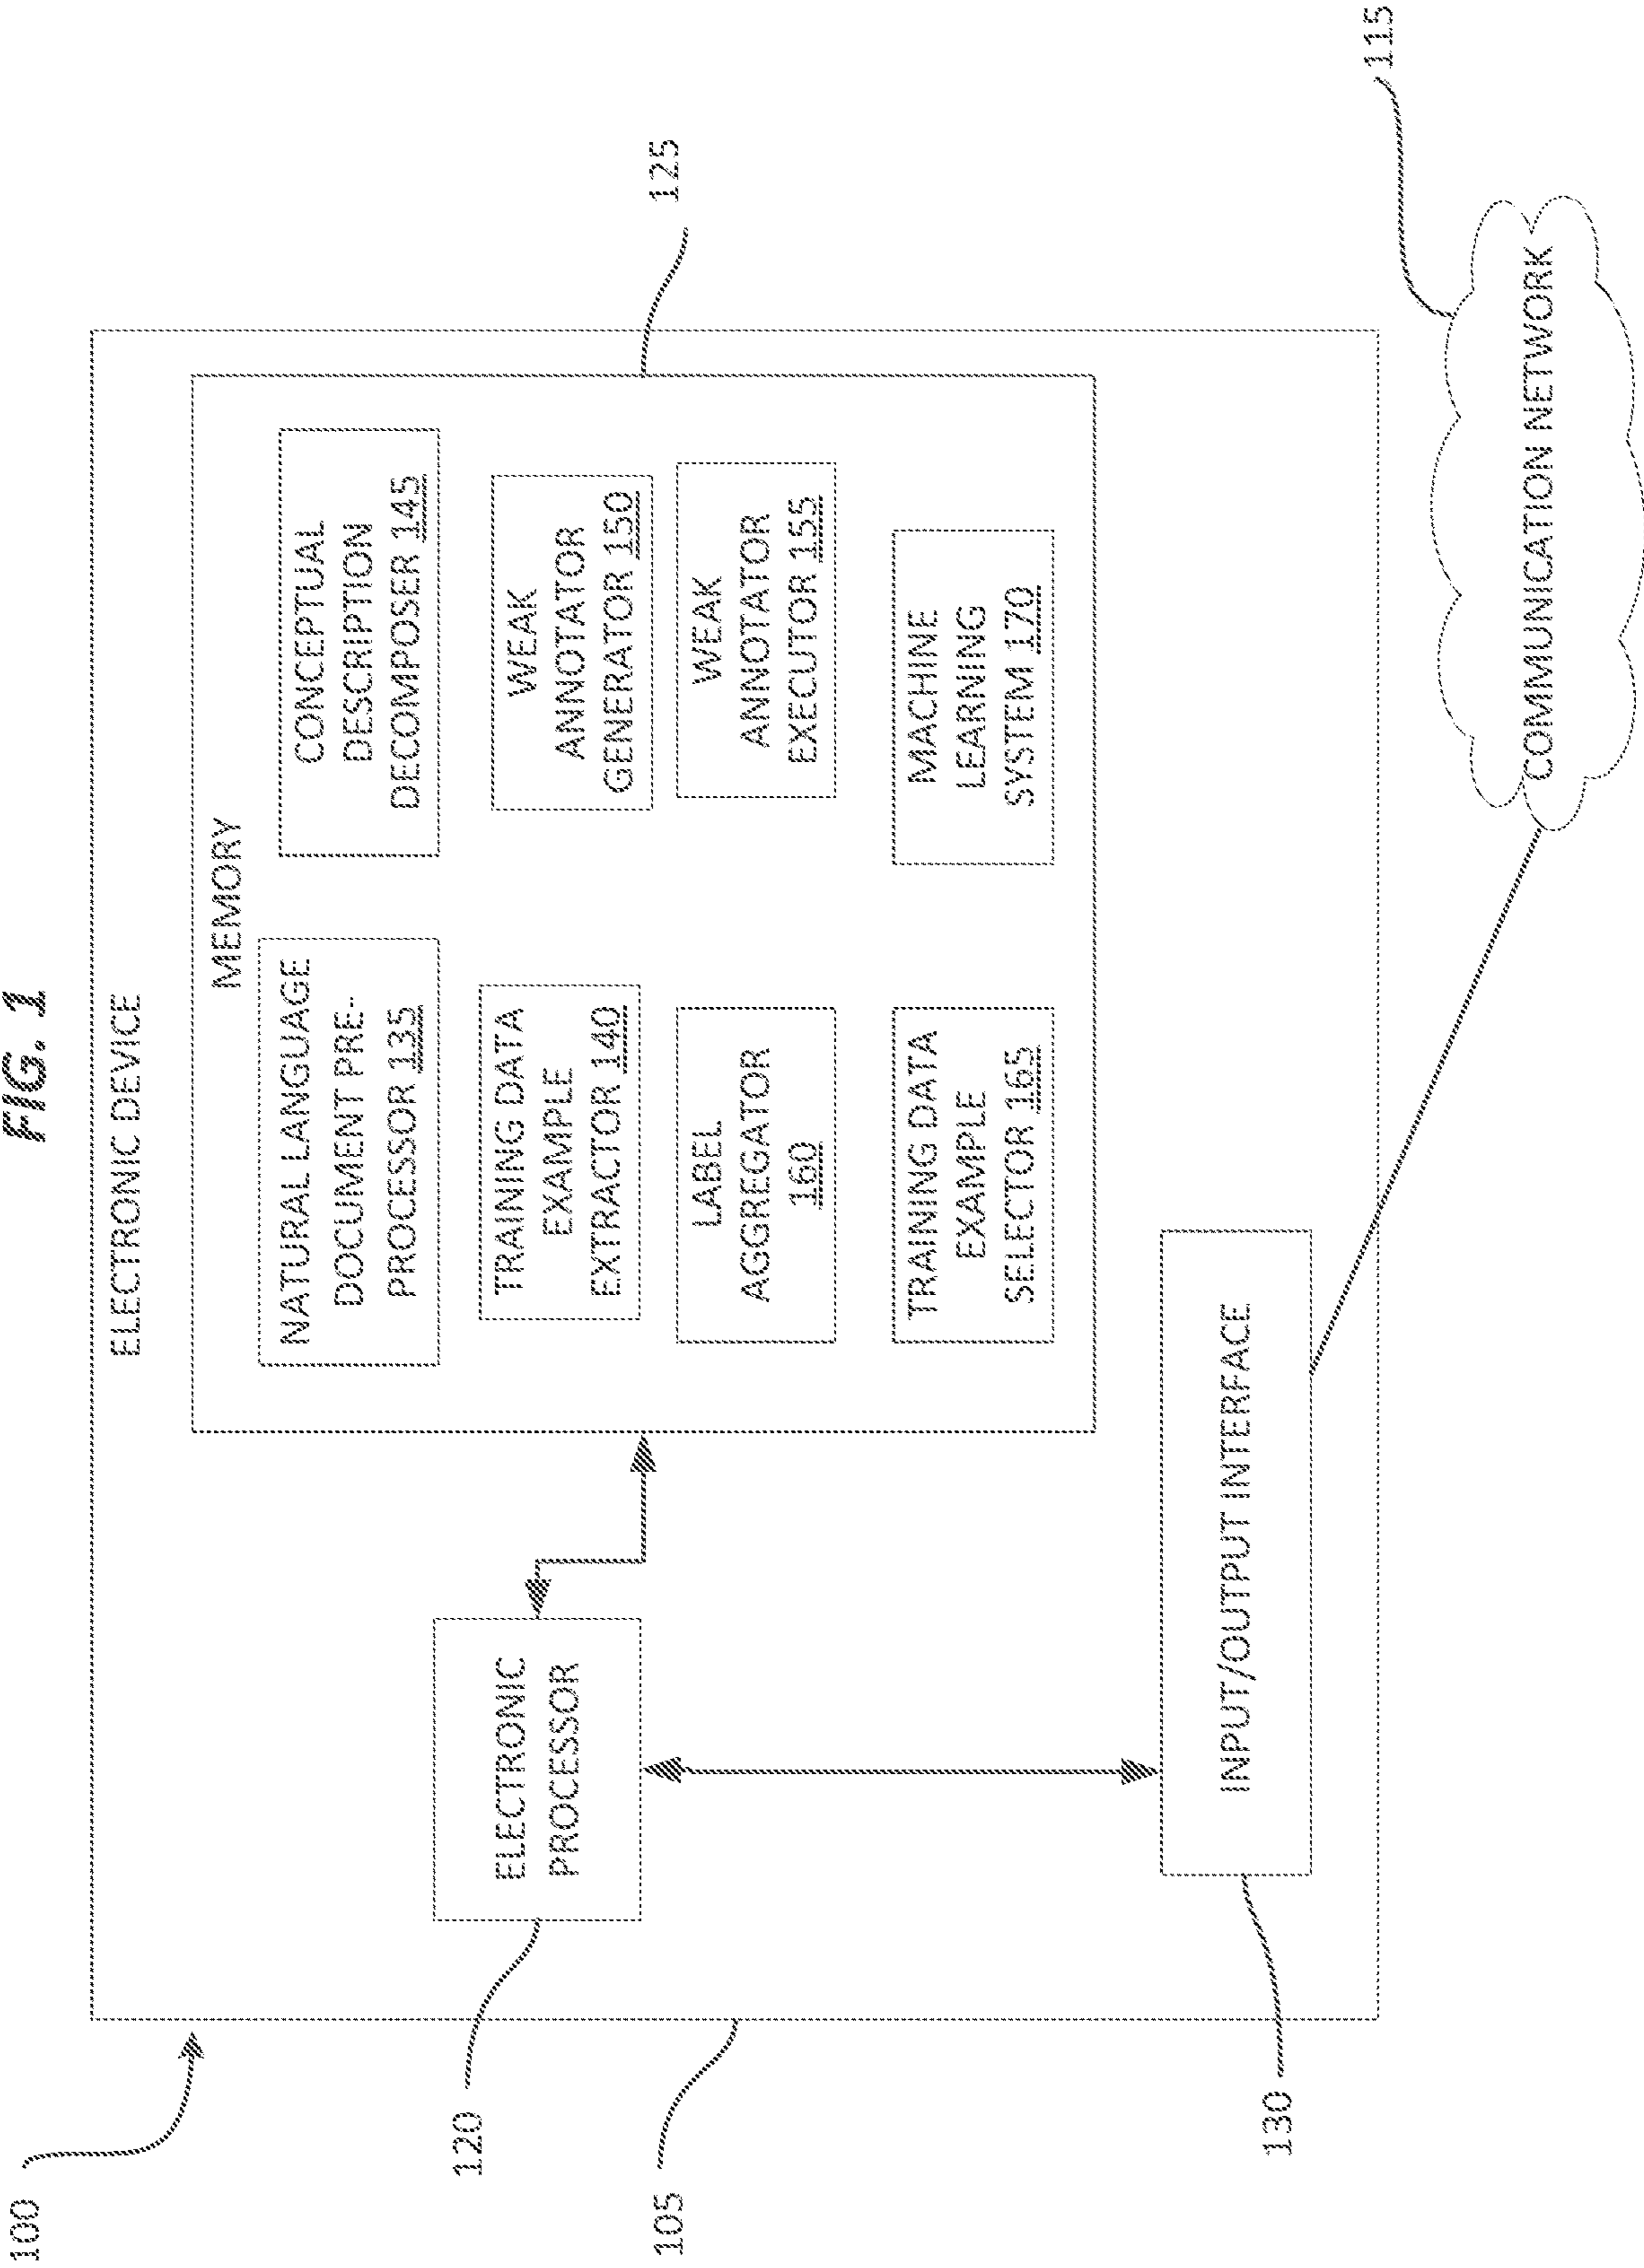 FIG. 1
100
ELECTRONIC DEVICE
105
MEMORY
125
NATURAL LANGUAGE
DOCUMENT PRE-
PROCESSOR 135
CONCEPTUAL
DESCRIPTION
DECOMPOSER 145
TRAINING DATA
EXAMPLE
EXTRACTOR 140
WEAK
ANNOTATOR
GENERATOR 150
LABEL
AGGREGATOR
160
WEAK
ANNOTATOR
EXECUTOR 155
TRAINING DATA
EXAMPLE
SELECTOR 165
MACHINE
LEARNING
SYSTEM 170
ELECTRONIC
PROCESSOR
120
INPUT/OUTPUT INTERFACE
130
COMMUNICATION NETWORK
115